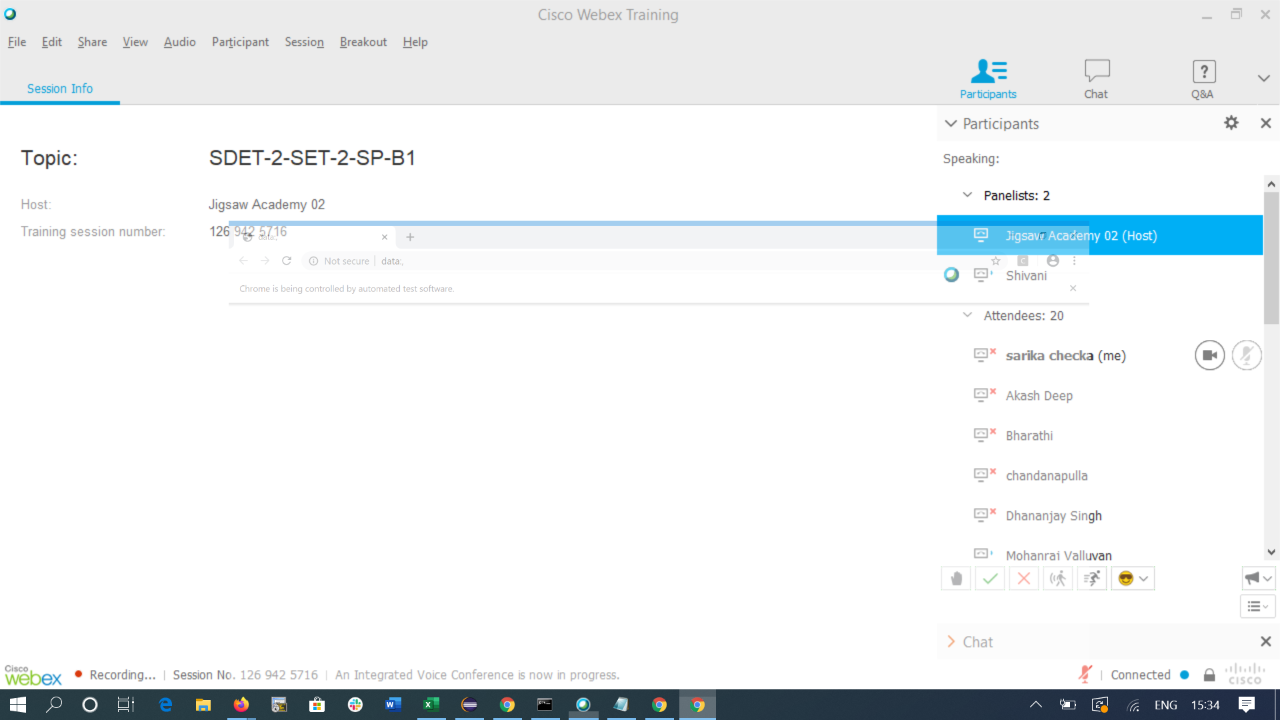 Cisco Webex Training
File Edit Share View Audio Participant Session Breakout Help
Session Info
Participants Chat Q&A
Participants
Topic: SDET-2-SET-2-SP-B1
Speaking:
Panelists: 2
Host: Jigsaw Academy 02
Training session number: 126 942 5716
data:,
Jigsaw Academy 02 (Host)
Not secure | data:,
Shivani
Chrome is being controlled by automated test software.
Attendees: 20
sarika checka (me)
Akash Deep
Bharathi
chandanapulla
Dhananjay Singh
Mohanraj Valluvan
Chat
Cisco webex
Recording... | Session No. 126 942 5716 | An Integrated Voice Conference is now in progress.
Connected
CISCO
ENG 15:34